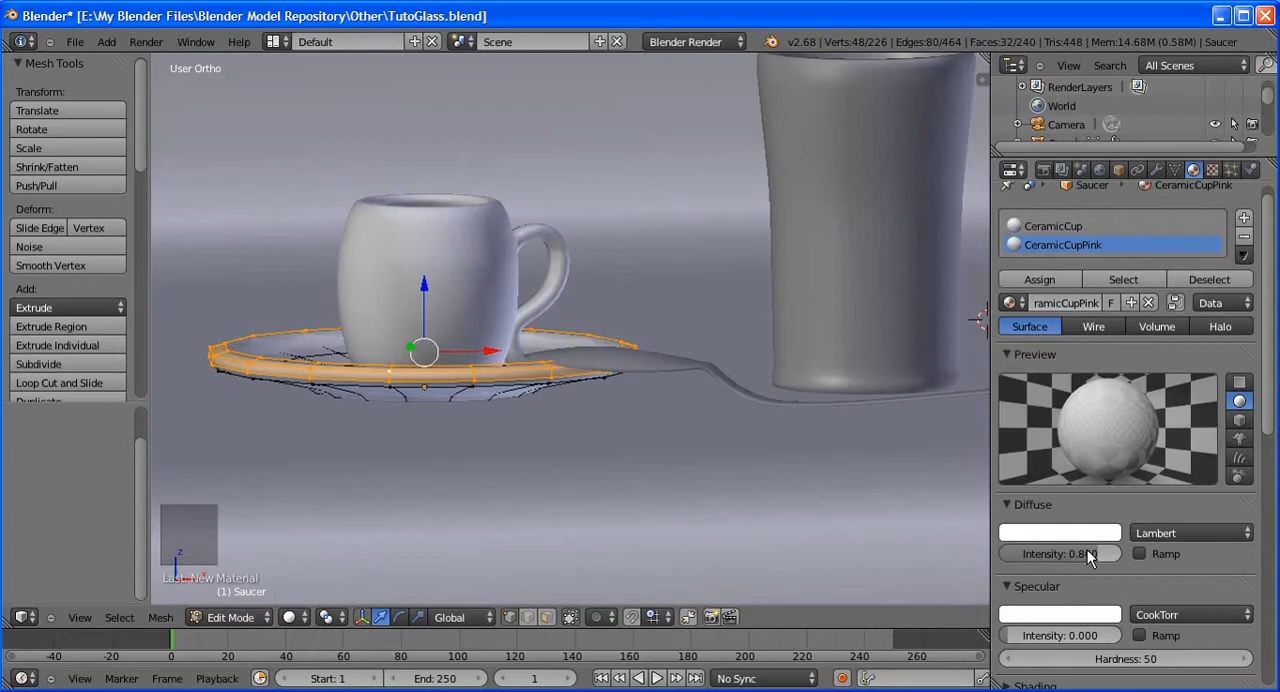 Blender* [E:\My Blender Files\Blender Model Repository\Other\TutoGlass.blend]
File Add Render Window Help Default Scene Blender Render v2.68 | Verts:48/226 | Edges:80/464 | Faces:32/240 | Tris:448 | Mem:14.68M (0.58M) | Saucer
Mesh Tools
Transform:
Translate
Rotate
Scale
Shrink/Fatten
Push/Pull
Deform:
Slide Edge Vertex
Noise
Smooth Vertex
Add:
Extrude
Extrude Region
Extrude Individual
Subdivide
Loop Cut and Slide
Duplicate
User Ortho
z
x
Last: New Material
(1) Saucer
View Search All Scenes
RenderLayers
World
Camera
Saucer CeramicCupPink
CeramicCup
CeramicCupPink
Assign Select Deselect
ramicCupPink F Data
Surface Wire Volume Halo
Preview
Diffuse
Lambert
Intensity: 0.8 Ramp
Specular
CookTorr
Intensity: 0.000 Ramp
Hardness: 50
Shading
View Select Mesh Edit Mode Global
-40 -20 0 20 40 60 80 100 120 140 160 180 200 220 240 260
View Marker Frame Playback Start: 1 End: 250 1 No Sync